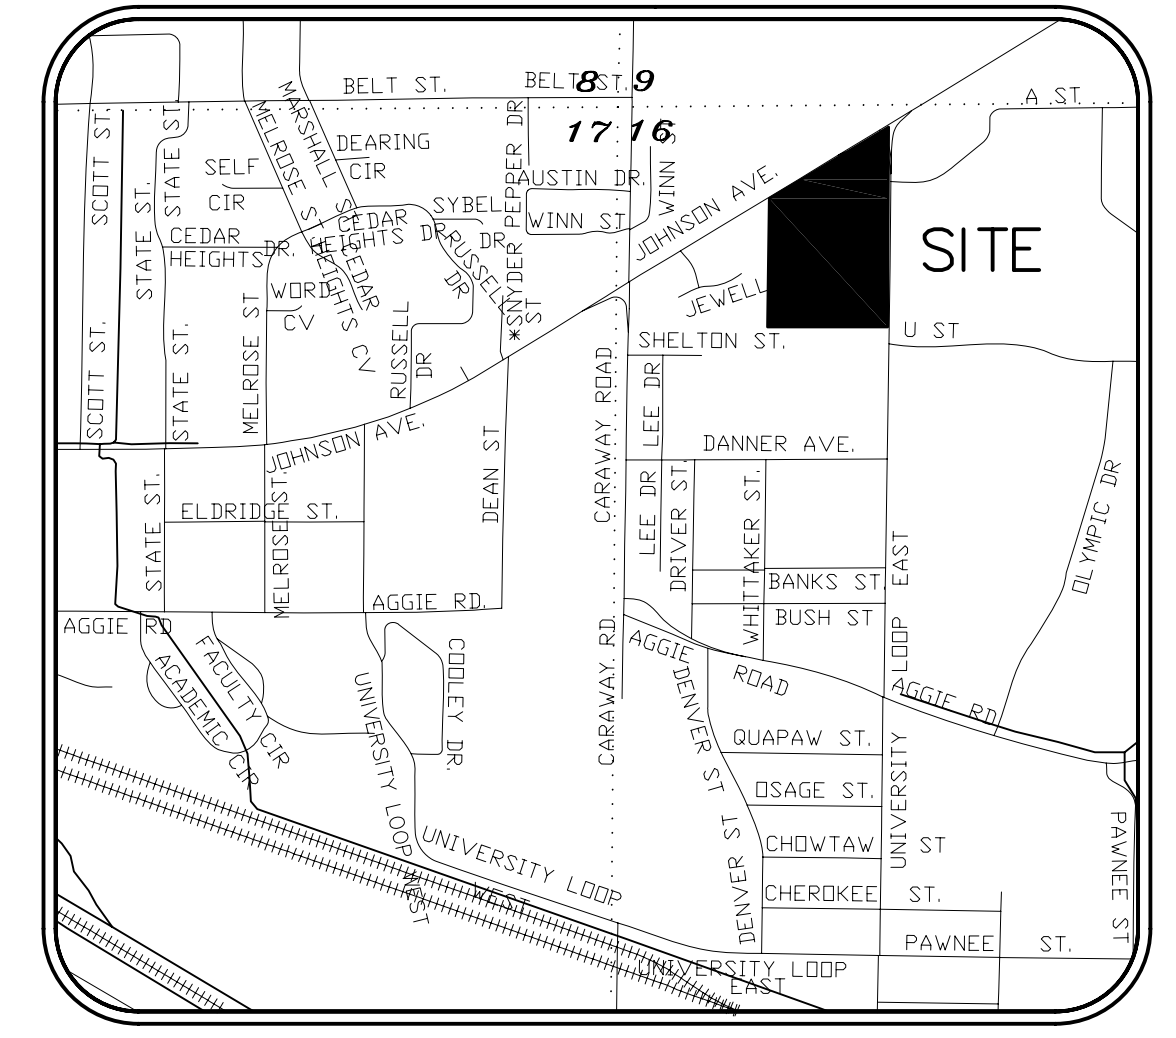 BELT ST.
BELT ST.
8 9
A ST.
17 16
SCOTT ST.
STATE ST.
MARSHALL ST
MELROSE ST
DEARING
CIR
SELF
CIR
SNYDER PEPPER DR
WINN ST
AUSTIN DR.
JOHNSON AVE.
STATE ST.
SYBEL
DR
WINN ST.
CEDAR
HEIGHTS DR
CEDAR
HEIGHTS DR.
SITE
RUSSELL
DR
CEDAR
HEIGHTS CV
WORD
CV
MELROSE ST
JEWELL
ST
RUSSELL
DR
SCOTT ST.
STATE ST.
SHELTON ST.
U ST
CARAWAY ROAD
LEE DR
JOHNSON AVE.
DANNER AVE.
DEAN ST
STATE ST.
MELROSE ST.
ELDRIDGE ST.
LEE DR
DRIVER ST.
WHITTAKER ST.
OLYMPIC DR
BANKS ST.
BUSH ST
AGGIE RD.
AGGIE RD
CARAWAY RD.
AGGIE
ROAD
UNIVERSITY LOOP EAST
AGGIE RD
FACULTY CIR
ACADEMIC CIR
UNIVERSITY LOOP
WEST
COOLEY DR.
DENVER ST
QUAPAW ST.
OSAGE ST.
DENVER ST
CHOWTAW ST
CHEROKEE ST.
PAWNEE ST
PAWNEE ST.
UNIVERSITY LOOP
WEST
UNIVERSITY LOOP
EAST